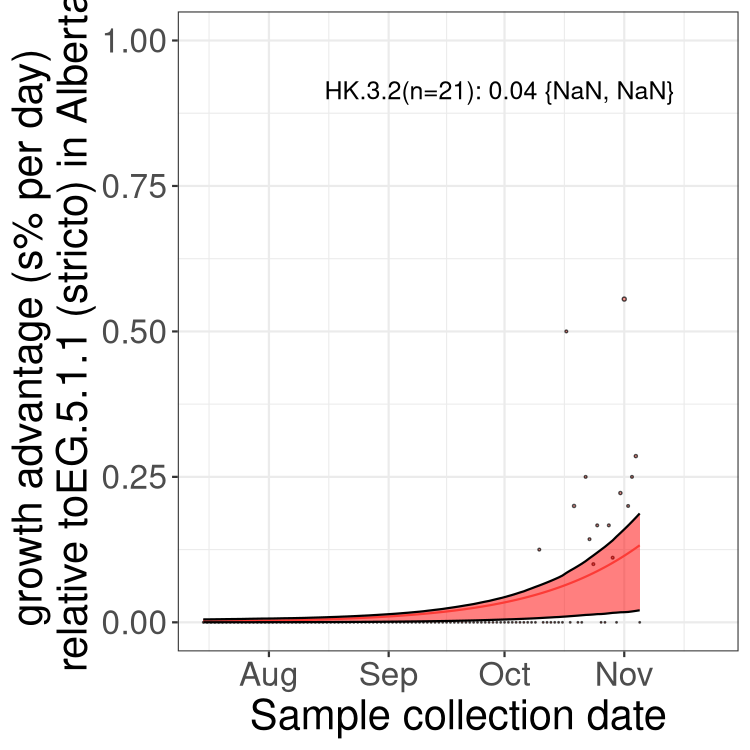 growth advantage (s% per day)
relative toEG.5.1.1 (stricto) in Alberta
1.00
0.75
0.50
0.25
0.00
HK.3.2(n=21): 0.04 {NaN, NaN}
Aug Sep Oct Nov
Sample collection date